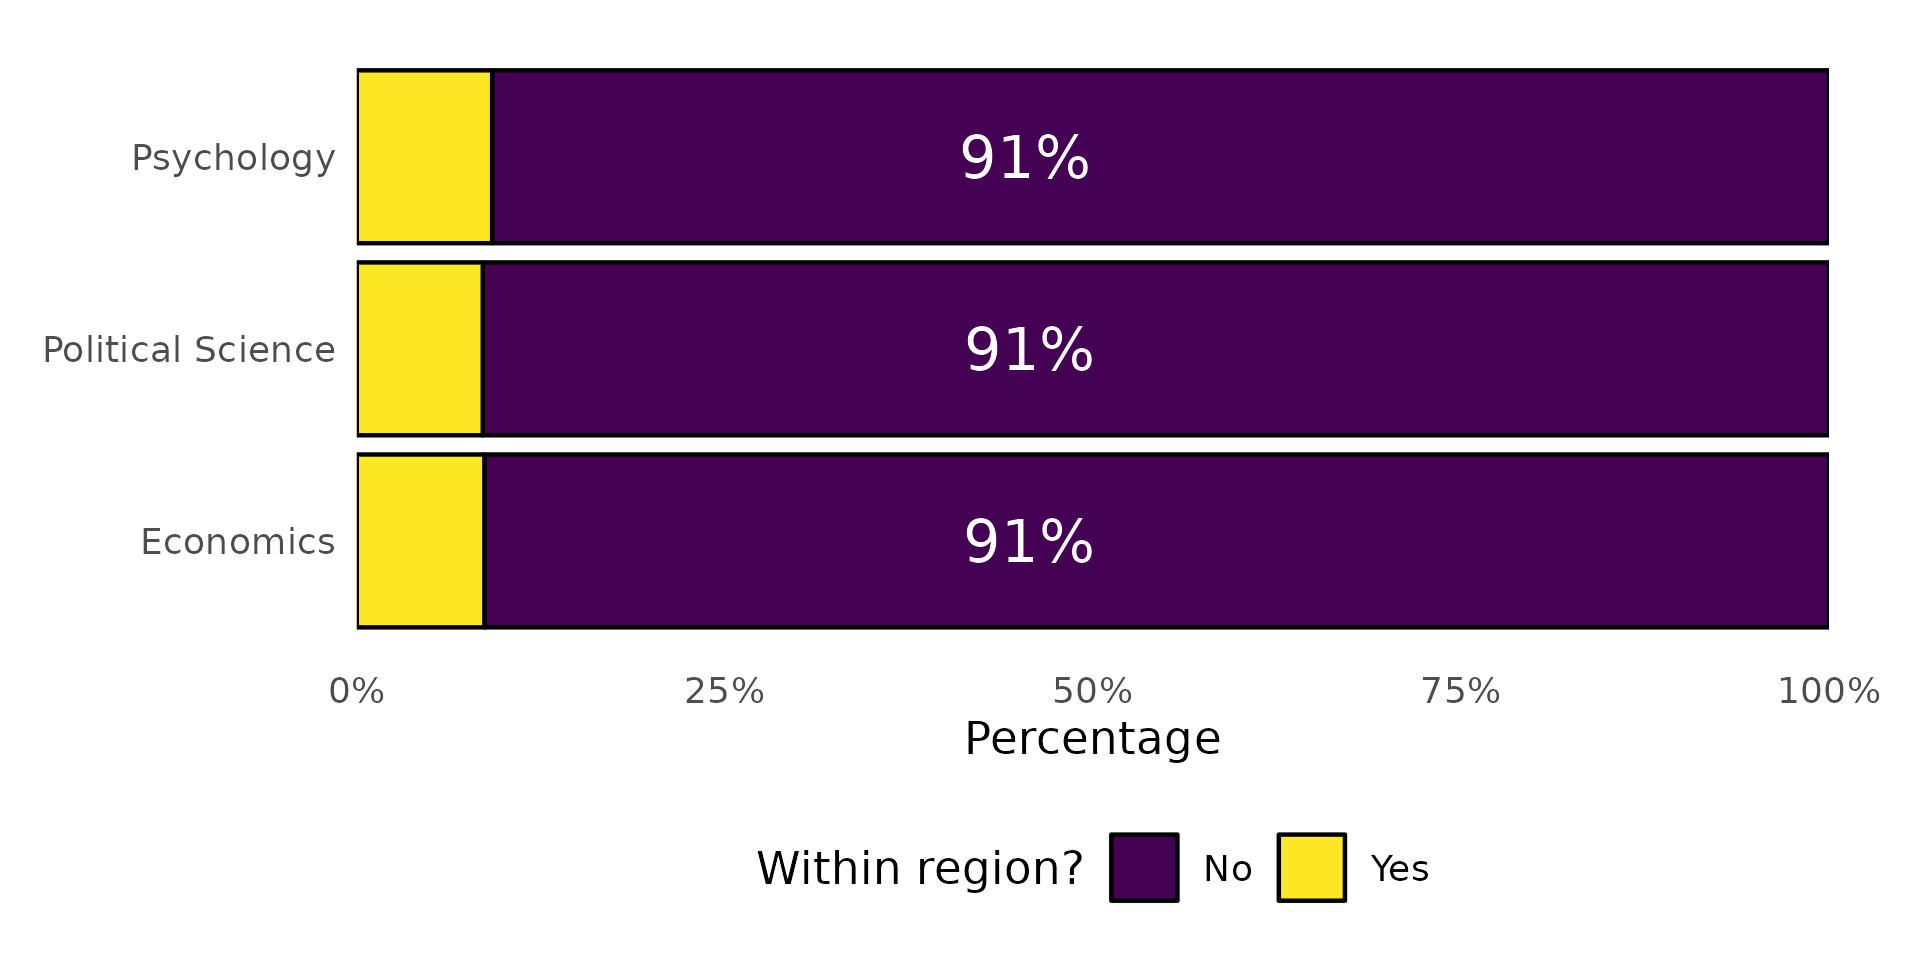 Psychology
91%
Political Science
91%
Economics
91%
0% 25% 50% 75% 100%
Percentage
Within region? No Yes